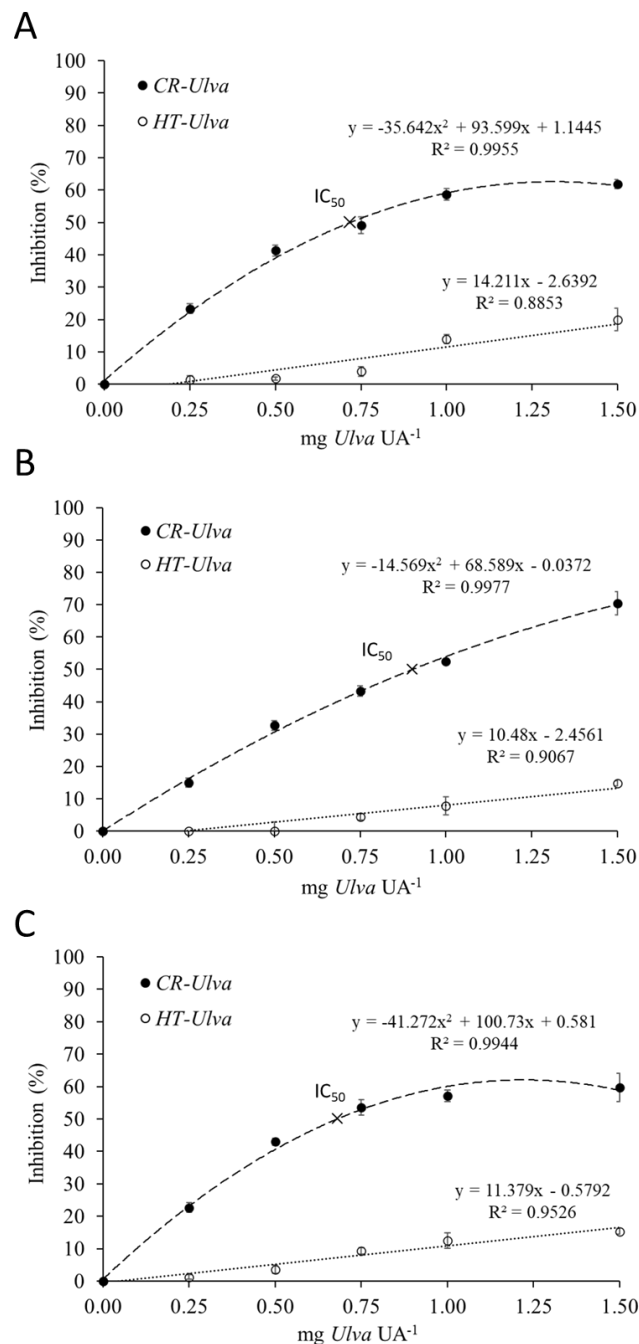 A
100
90
80
70
60
50
40
30
20
10
0
Inhibition (%)
CR-Ulva
HT-Ulva
y = -35.642x² + 93.599x + 1.1445
R² = 0.9955
IC₅₀
y = 14.211x - 2.6392
R² = 0.8853
0.00 0.25 0.50 0.75 1.00 1.25 1.50
mg Ulva UA⁻¹
B
100
90
80
70
60
50
40
30
20
10
0
Inhibition (%)
CR-Ulva
HT-Ulva
y = -14.569x² + 68.589x - 0.0372
R² = 0.9977
IC₅₀
y = 10.48x - 2.4561
R² = 0.9067
0.00 0.25 0.50 0.75 1.00 1.25 1.50
mg Ulva UA⁻¹
C
100
90
80
70
60
50
40
30
20
10
0
Inhibition (%)
CR-Ulva
HT-Ulva
y = -41.272x² + 100.73x + 0.581
R² = 0.9944
IC₅₀
y = 11.379x - 0.5792
R² = 0.9526
0.00 0.25 0.50 0.75 1.00 1.25 1.50
mg Ulva UA⁻¹